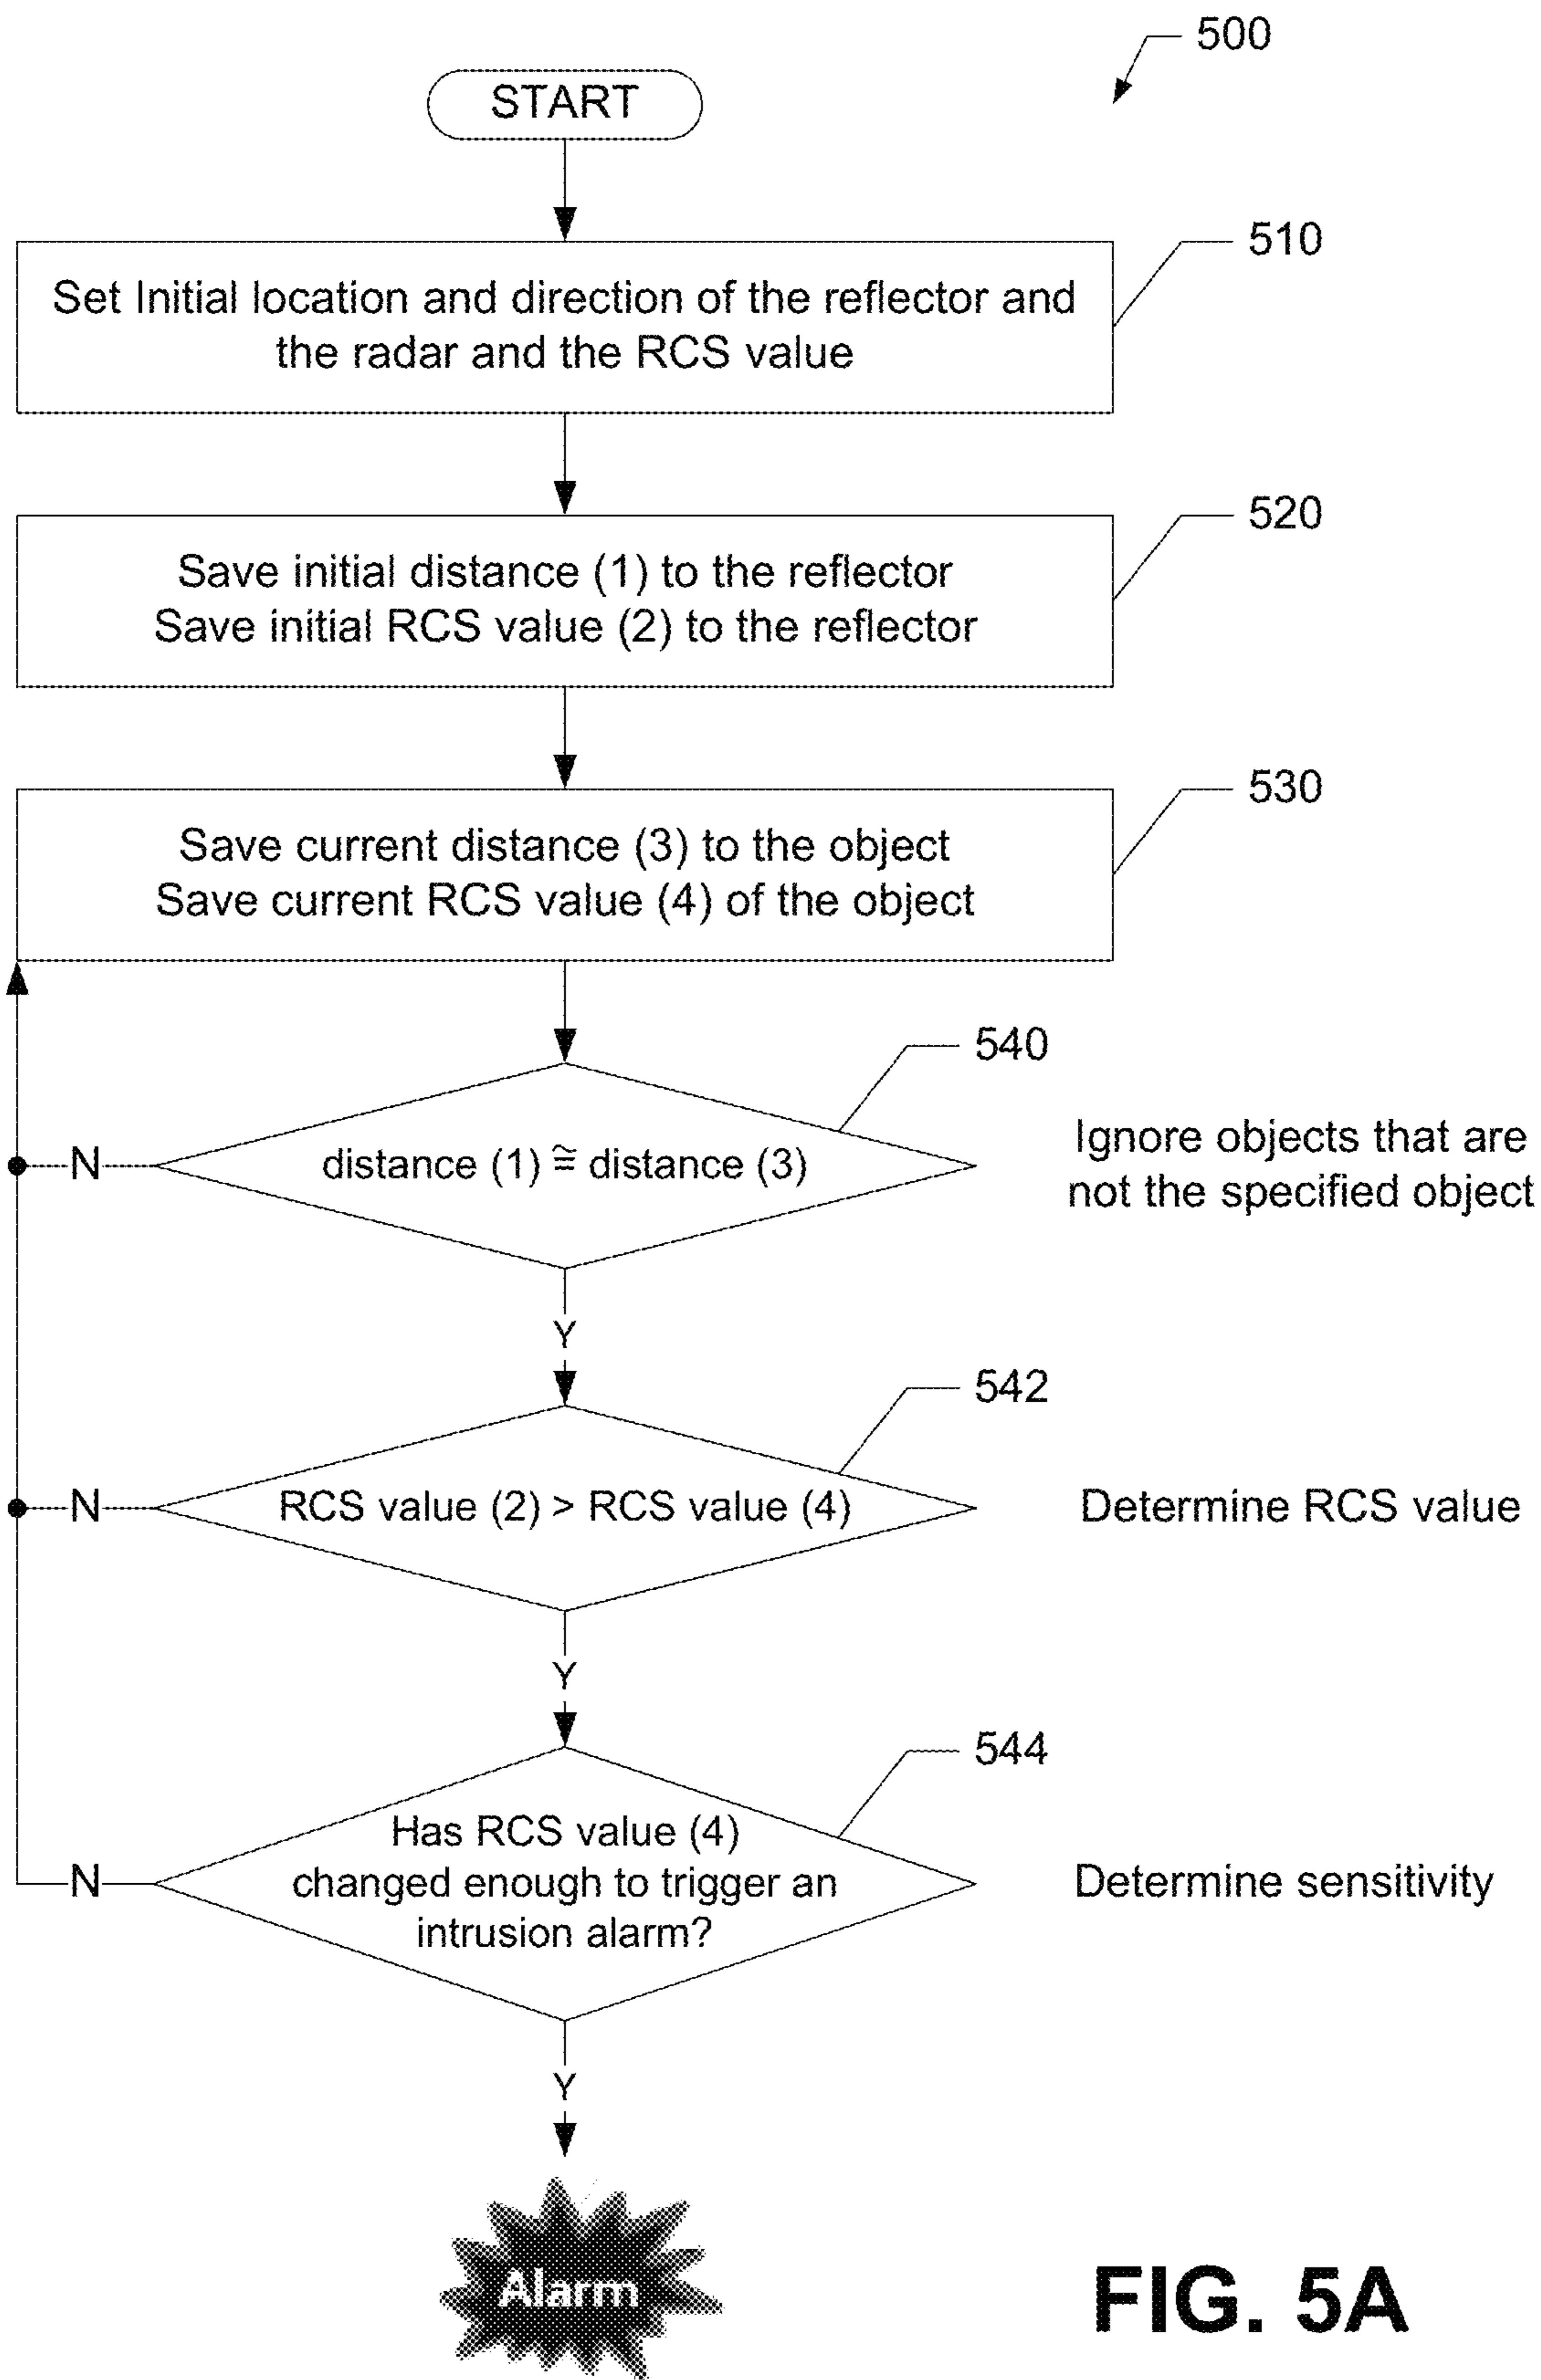 500
START
510
Set Initial location and direction of the reflector and
the radar and the RCS value
520
Save initial distance (1) to the reflector
Save initial RCS value (2) to the reflector
530
Save current distance (3) to the object
Save current RCS value (4) of the object
540
distance (1) ≅ distance (3)
N
Ignore objects that are
not the specified object
Y
542
RCS value (2) > RCS value (4)
N
Determine RCS value
Y
544
Has RCS value (4)
changed enough to trigger an
intrusion alarm?
N
Determine sensitivity
Y
Alarm
FIG. 5A